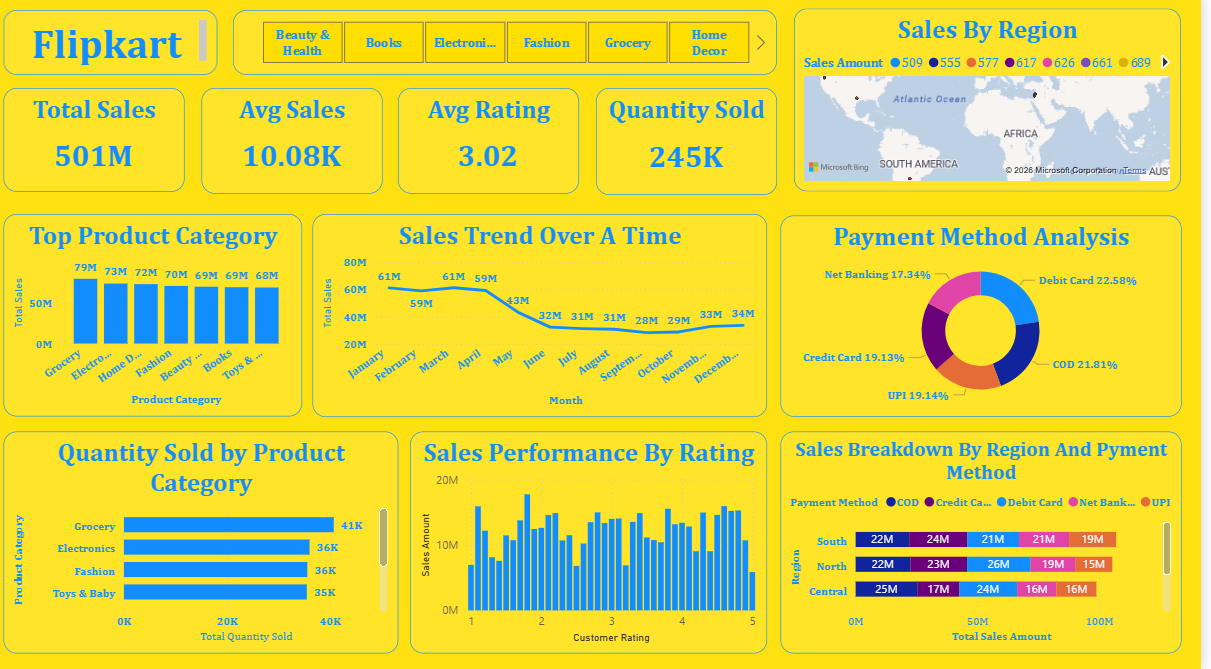 Flipkart
Beauty & Health
Books
Electroni...
Fashion
Grocery
Home Decor
Sales By Region
Sales Amount 509 555 577 617 626 661 689
Atlantic Ocean
AFRICA
SOUTH AMERICA
Microsoft Bing
© 2026 Microsoft Corporation Terms
AUS
Total Sales
501M
Avg Sales
10.08K
Avg Rating
3.02
Quantity Sold
245K
Top Product Category
Total Sales
50M
0M
79M 73M 72M 70M 69M 69M 68M
Grocery
Electro...
Home D...
Fashion
Beauty ...
Books
Toys & ...
Product Category
Sales Trend Over A Time
Total Sales
80M
60M
40M
20M
61M 59M 61M 59M 43M 32M 31M 31M 28M 29M 33M 34M
January
February
March
April
May
June
July
August
Septem...
October
Novemb...
Decemb...
Month
Payment Method Analysis
Net Banking 17.34%
Debit Card 22.58%
Credit Card 19.13%
COD 21.81%
UPI 19.14%
Quantity Sold by Product
Category
Product Category
Grocery 41K
Electronics 36K
Fashion 36K
Toys & Baby 35K
0K 20K 40K
Total Quantity Sold
Sales Performance By Rating
Sales Amount
20M
10M
0M
1 2 3 4 5
Customer Rating
Sales Breakdown By Region And Pyment
Method
Payment Method COD Credit Ca... Debit Card Net Bank... UPI
Region
South 22M 24M 21M 21M 19M
North 22M 23M 26M 19M 15M
Central 25M 17M 24M 16M 16M
0M 50M 100M
Total Sales Amount